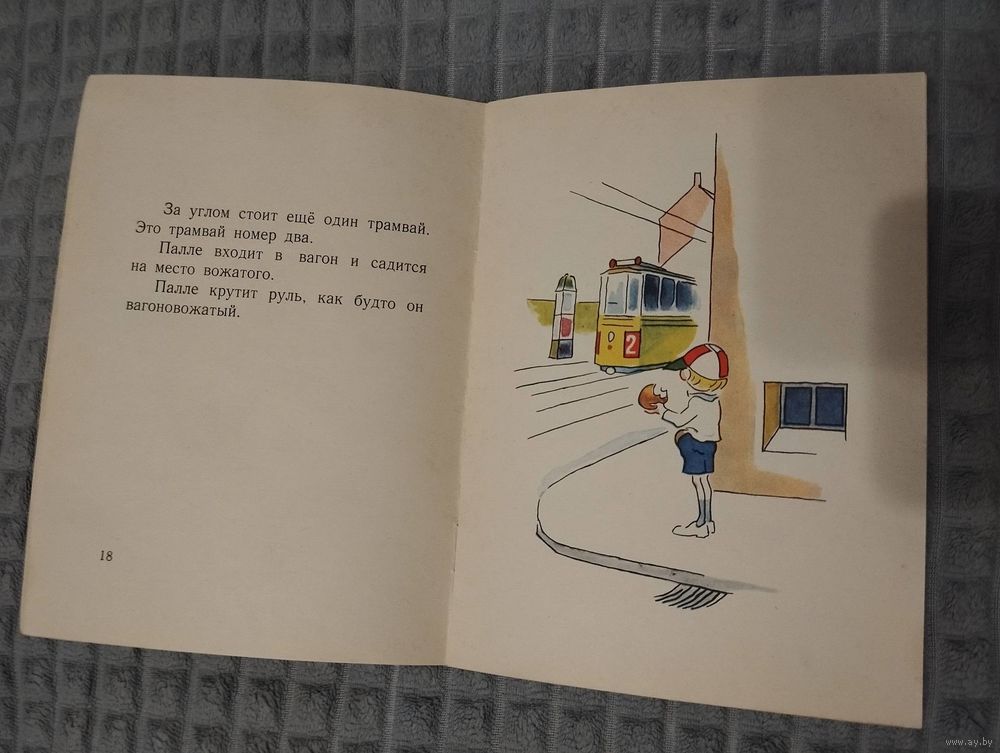 За углом стоит ещё один трамвай.
Это трамвай номер два.
Палле входит в вагон и садится
на место вожатого.
Палле крутит руль, как будто он
вагоновожатый.
18
2
www.ay.by